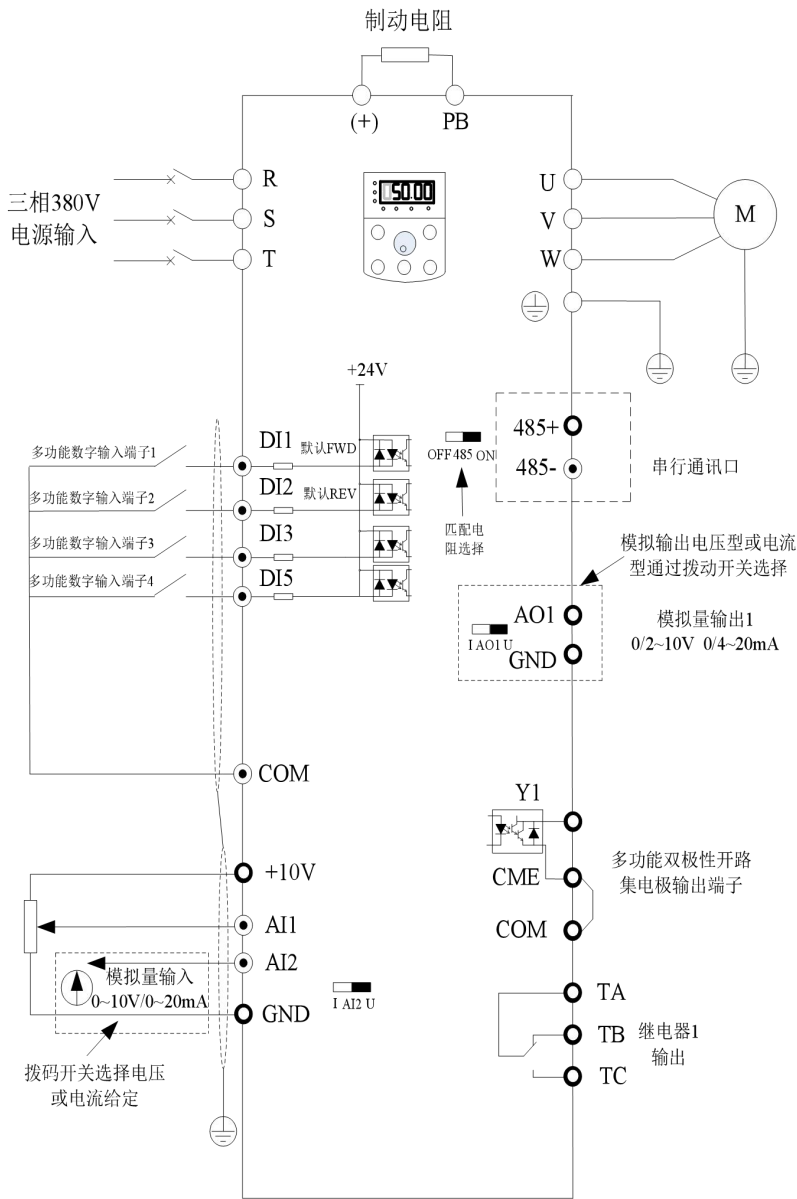 制动电阻
(+)
PB
R
S
T
三相380V
电源输入
50.00
U
V
W
M
+24V
485+
485-
串行通讯口
OFF 485 ON
匹配电
阻选择
多功能数字输入端子1
DI1
默认FWD
多功能数字输入端子2
DI2
默认REV
多功能数字输入端子3
DI3
多功能数字输入端子4
DI5
模拟输出电压型或电流
型通过拨动开关选择
AO1
I AO1 U
GND
模拟量输出1
0/2~10V 0/4~20mA
COM
Y1
CME
COM
多功能双极性开路
集电极输出端子
+10V
AI1
AI2
模拟量输入
0~10V/0~20mA
I AI2 U
GND
拨码开关选择电压
或电流给定
TA
TB
TC
继电器1
输出